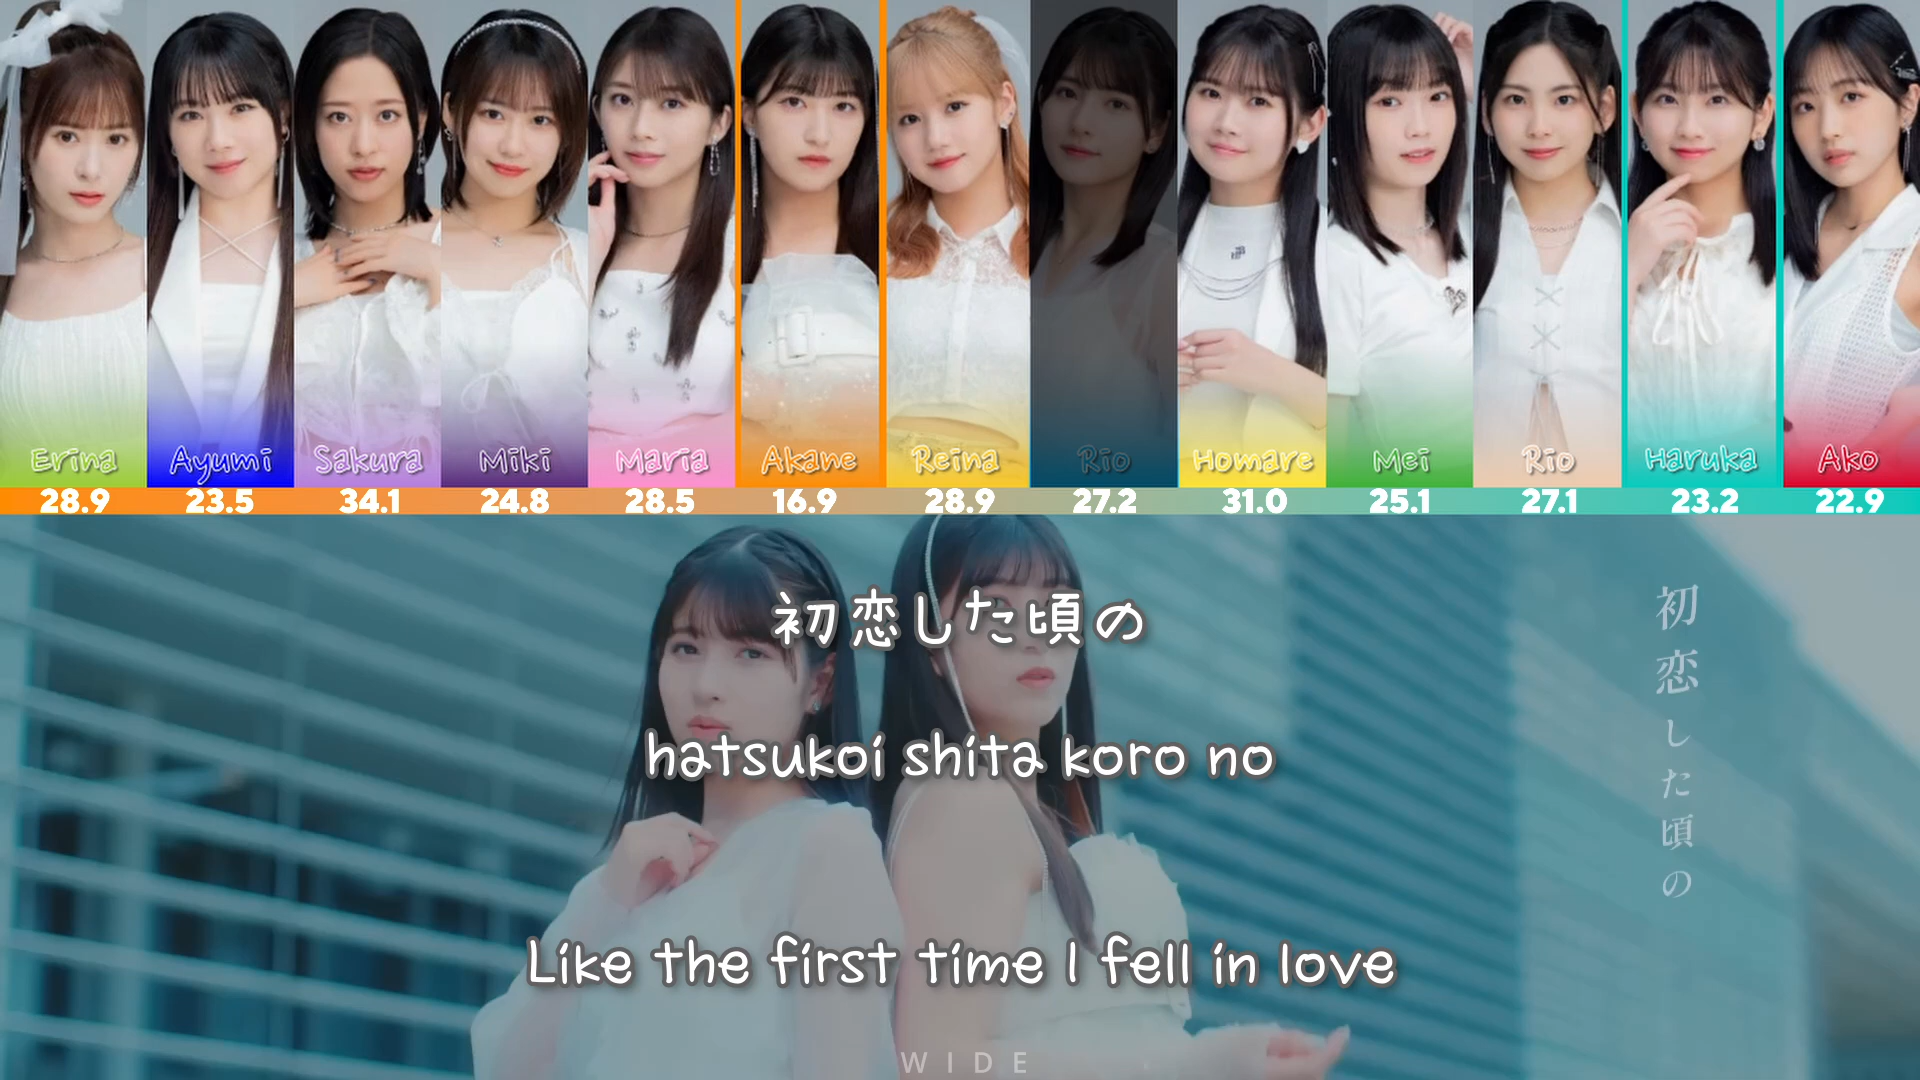 Erina Ayumi Sakura Miki Maria Akane Reina Rio Homare Mei Rio Haruka Ako
28.9 23.5 34.1 24.8 28.5 16.9 28.9 27.2 31.0 25.1 27.1 23.2 22.9
初恋した頃の
hatsukoi shita koro no
Like the first time I fell in love
初恋した頃の
WIDE